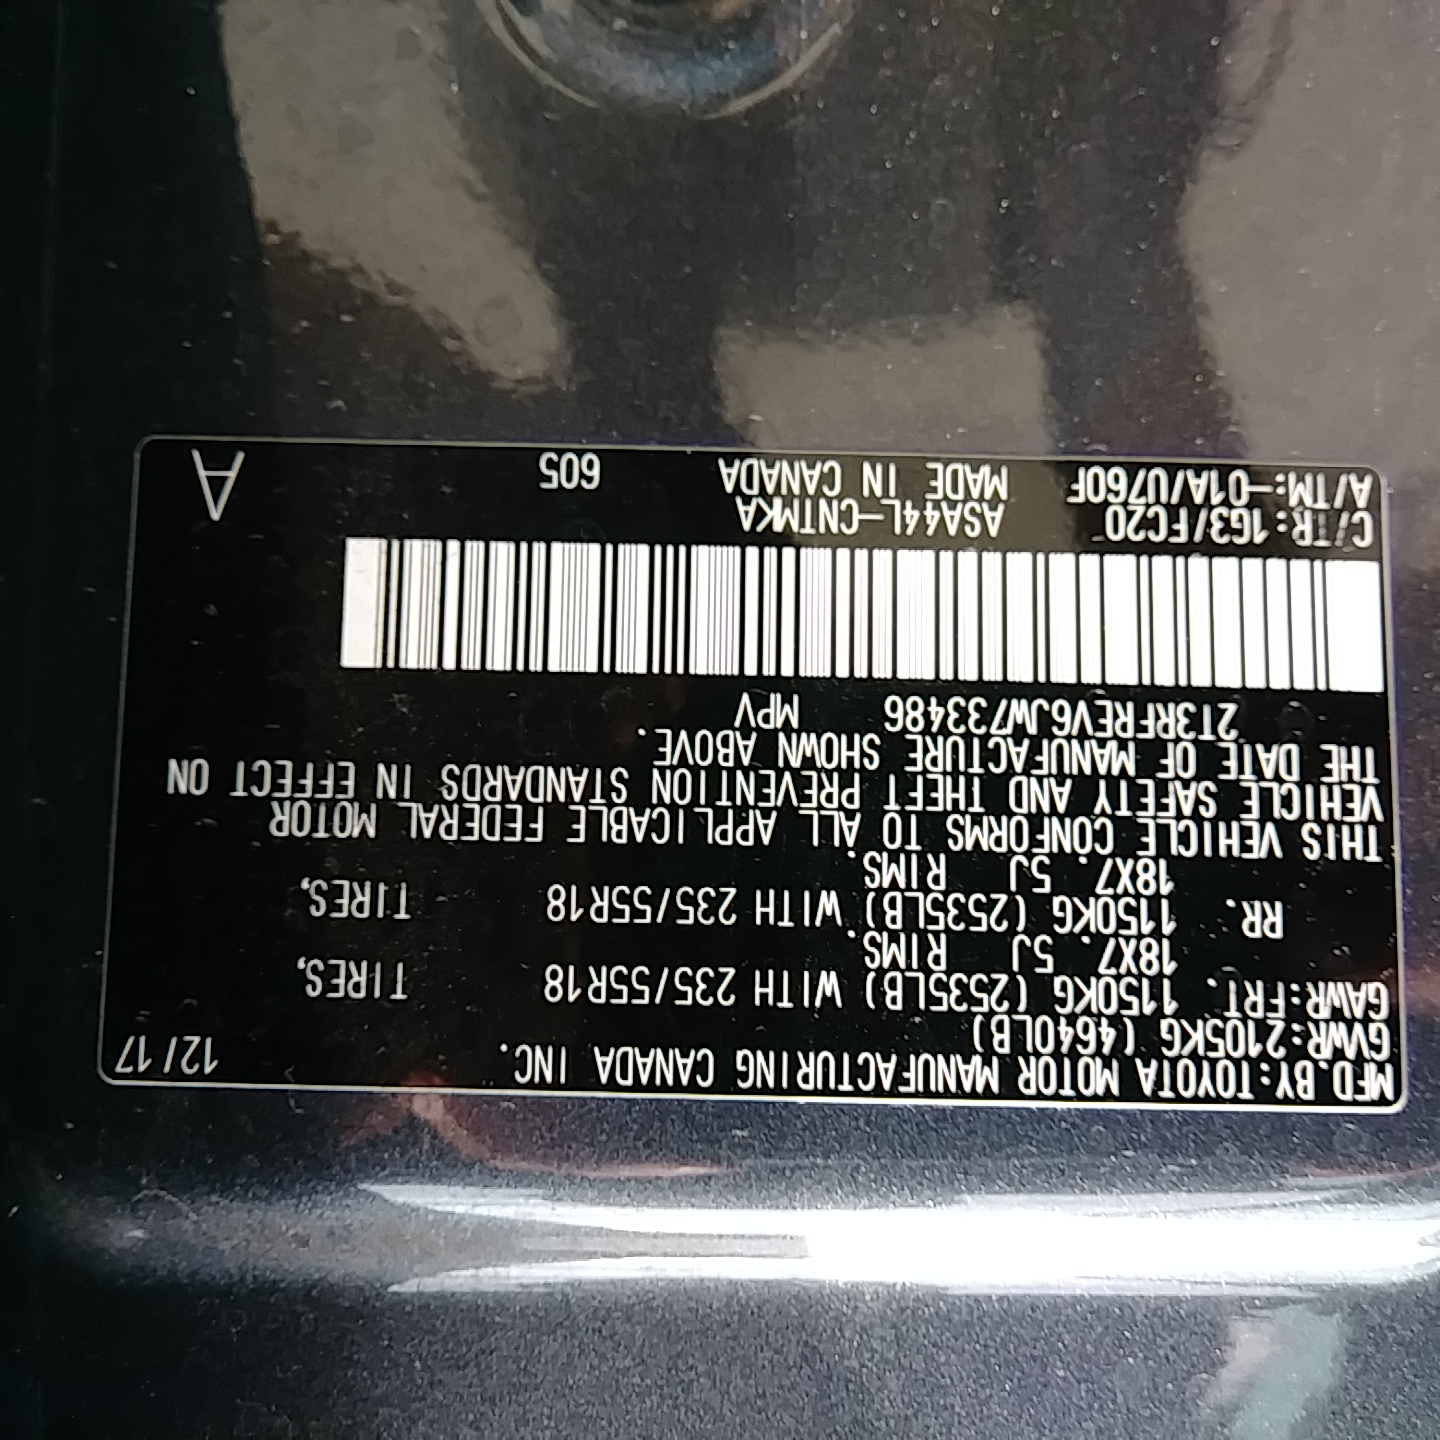 MFD.BY:TOYOTA MOTOR MANUFACTURING CANADA INC. 12/17
GVWR:2105KG (4640LB)
GAWR:FRT. 1150KG (2535LB) WITH 235/55R18 TIRES,
18X7. 5J RIMS.
RR. 1150KG (2535LB) WITH 235/55R18 TIRES,
18X7. 5J RIMS.
THIS VEHICLE CONFORMS TO ALL APPLICABLE FEDERAL MOTOR
VEHICLE SAFETY AND THEFT PREVENTION STANDARDS IN EFFECT ON
THE DATE OF MANUFACTURE SHOWN ABOVE.
2T3RFREV6JW733486 MPV
C/TR:1G3/FC20 ASA44L-CNTMKA
A/TM:-01A/U760F MADE IN CANADA 605 A